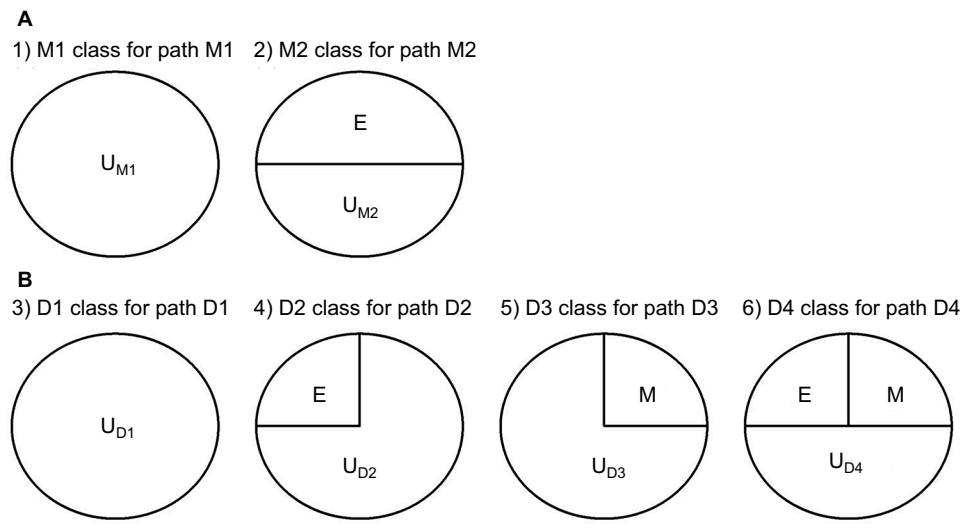 A
1) M1 class for path M1 2) M2 class for path M2
U_M1
E
U_M2
B
3) D1 class for path D1 4) D2 class for path D2 5) D3 class for path D3 6) D4 class for path D4
U_D1
E
U_D2
M
U_D3
E M
U_D4